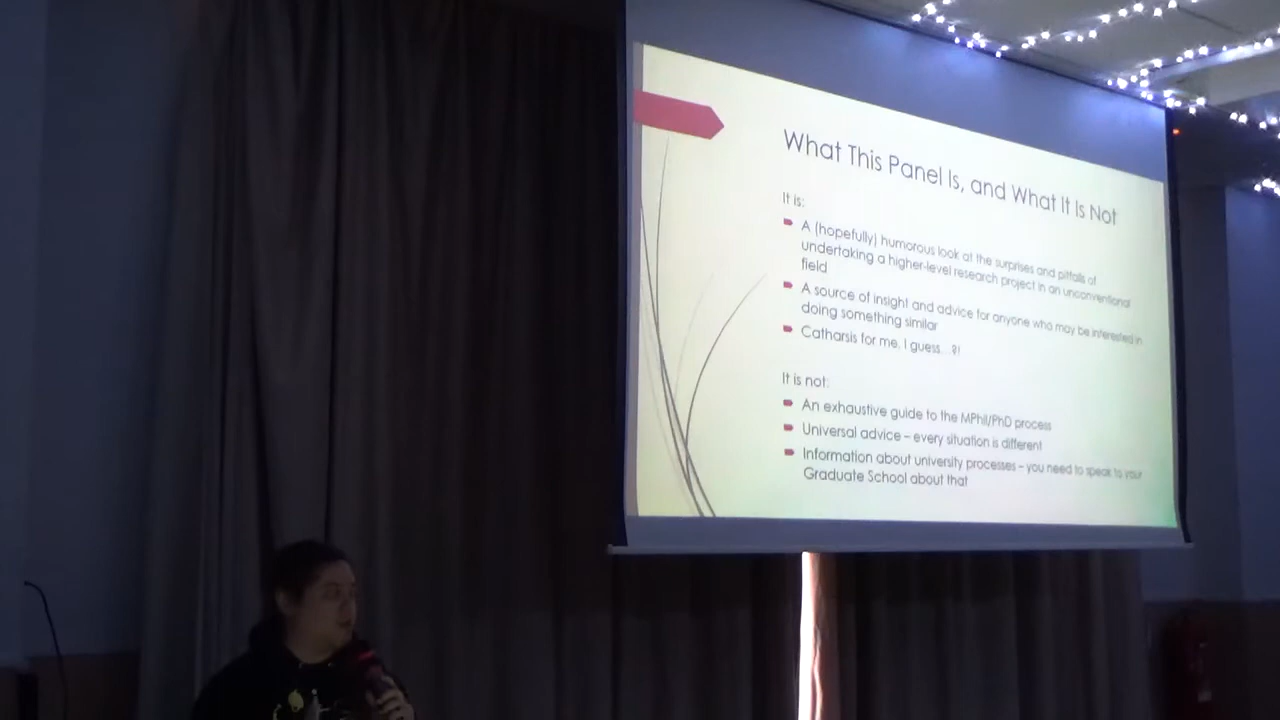 What This Panel Is, and What It Is Not
It is:
A (hopefully) humorous look at the surprises and pitfalls of
undertaking a higher-level research project in an unconventional
field
A source of insight and advice for anyone who may be interested in
doing something similar
Catharsis for me, I guess…?!
It is not:
An exhaustive guide to the MPhil/PhD process
Universal advice – every situation is different
Information about university processes – you need to speak to your
Graduate School about that